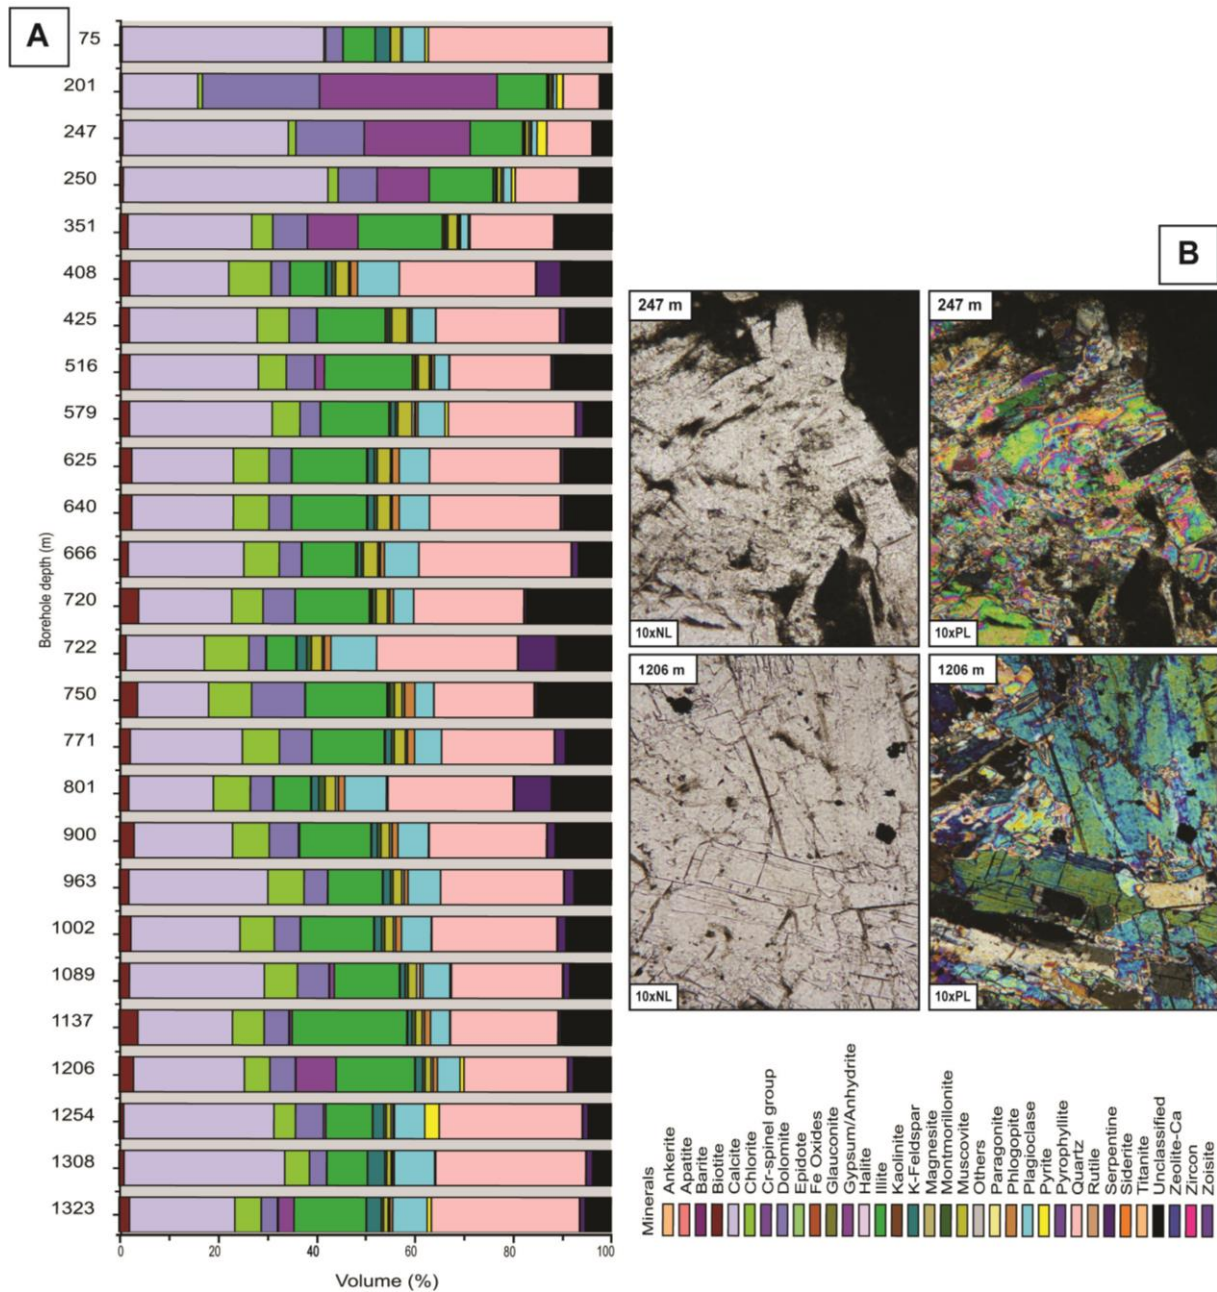 A
75
201
247
250
351
408
425
516
579
625
640
666
720
722
750
771
801
900
963
1002
1089
1137
1206
1254
1308
1323
Borehole depth (m)
0
20
40
60
80
100
Volume (%)
B
247 m
10xNL
247 m
10xPL
1206 m
10xNL
1206 m
10xPL
Minerals
Ankerite
Apatite
Barite
Biotite
Calcite
Chlorite
Cr-spinel group
Dolomite
Epidote
Fe Oxides
Glauconite
Gypsum/Anhydrite
Halite
Illite
Kaolinite
K-Feldspar
Magnesite
Montmorillonite
Muscovite
Others
Paragonite
Phlogopite
Plagioclase
Pyrite
Pyrophyllite
Quartz
Rutile
Serpentine
Siderite
Titanite
Unclassified
Zeolite-Ca
Zircon
Zoisite